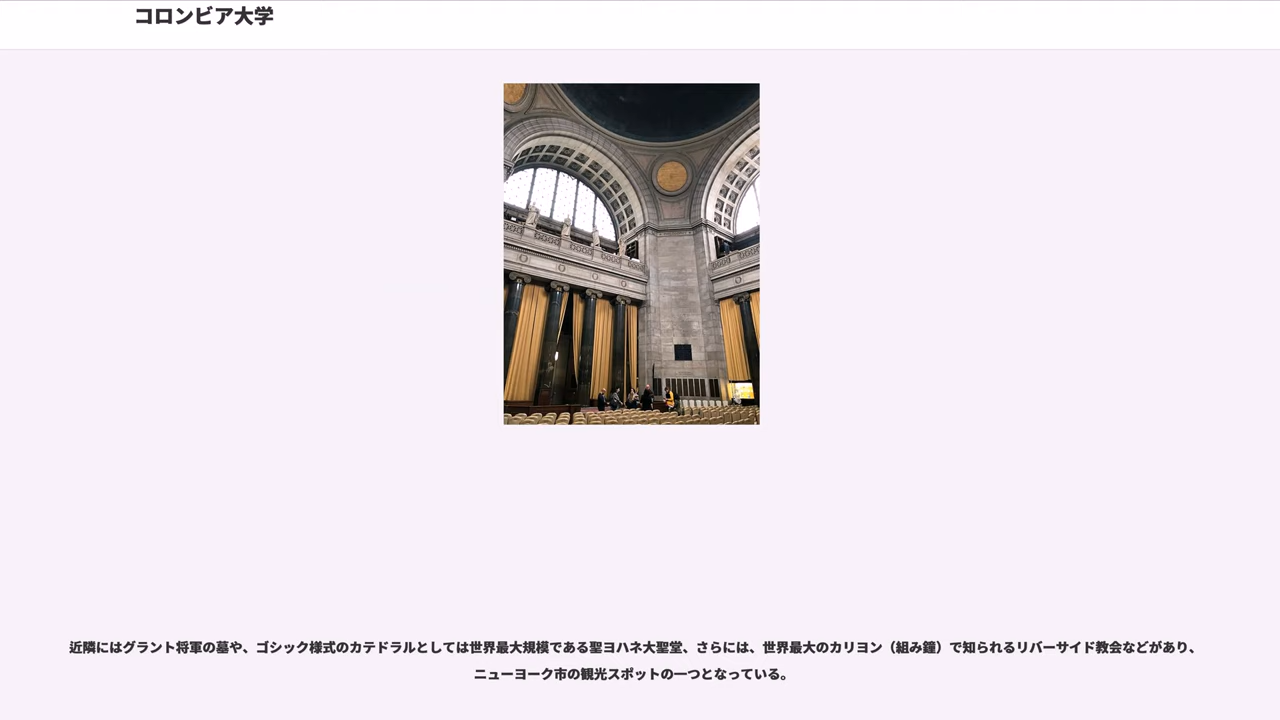 コロンビア大学
近隣にはグラント将軍の墓や、ゴシック様式のカテドラルとしては世界最大規模である聖ヨハネ大聖堂、さらには、世界最大のカリヨン（組み鐘）で知られるリバーサイド教会などがあり、
ニューヨーク市の観光スポットの一つとなっている。